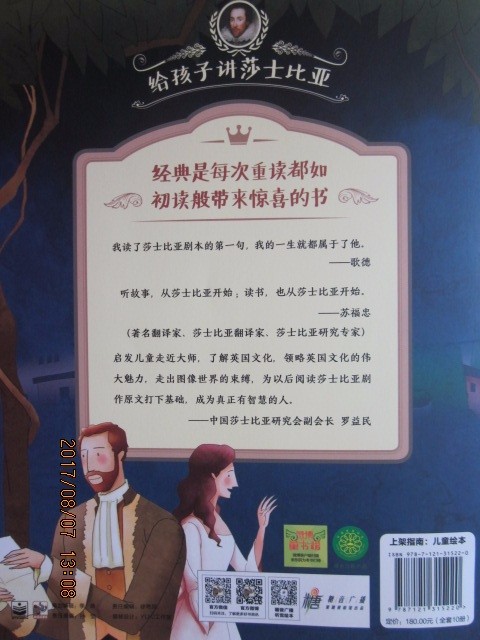 给孩子讲莎士比亚
经典是每次重读都如
初读般带来惊喜的书
我读了莎士比亚剧本的第一句，我的一生就都属于了他。
——歌德
听故事，从莎士比亚开始；读书，也从莎士比亚开始。
——苏福忠
（著名翻译家、莎士比亚翻译家、莎士比亚研究专家）
启发儿童走近大师，了解英国文化，领略英国文化的伟
大魅力，走出图像世界的束缚，为以后阅读莎士比亚剧
作原文打下基础，成为真正有智慧的人。
——中国莎士比亚研究会副会长 罗益民
2017/08/07 13:08
上架指南：儿童绘本
ISBN 978-7-121-31522-0
9787121315220
定价：180.00元（全套10册）